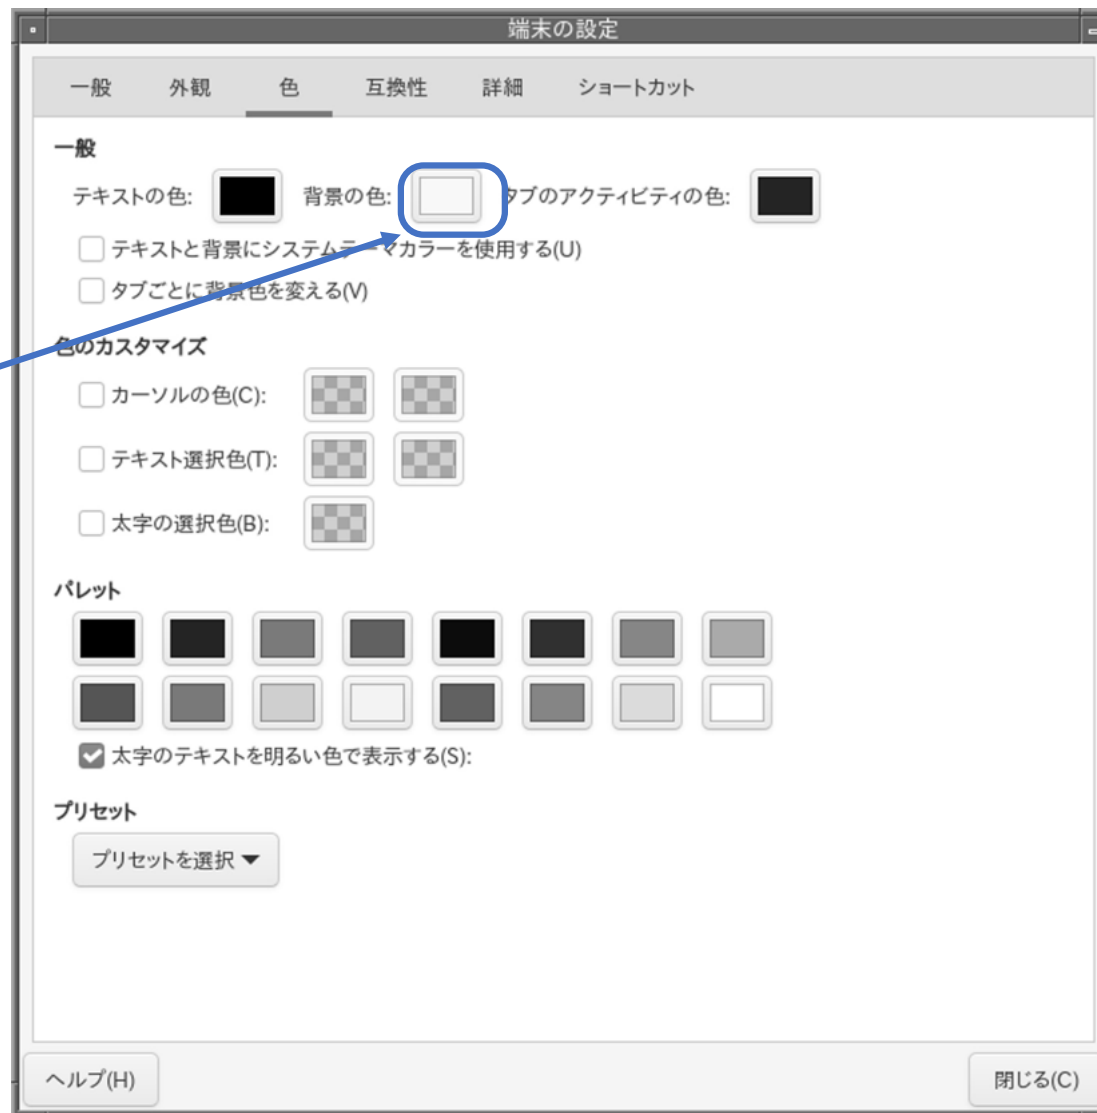 端末の設定
一般 外観 色 互換性 詳細 ショートカット
一般
テキストの色: 背景の色: タブのアクティビティの色:
テキストと背景にシステムテーマカラーを使用する(U)
タブごとに背景色を変える(V)
色のカスタマイズ
カーソルの色(C):
テキスト選択色(T):
太字の選択色(B):
パレット
太字のテキストを明るい色で表示する(S):
プリセット
プリセットを選択
ヘルプ(H) 閉じる(C)